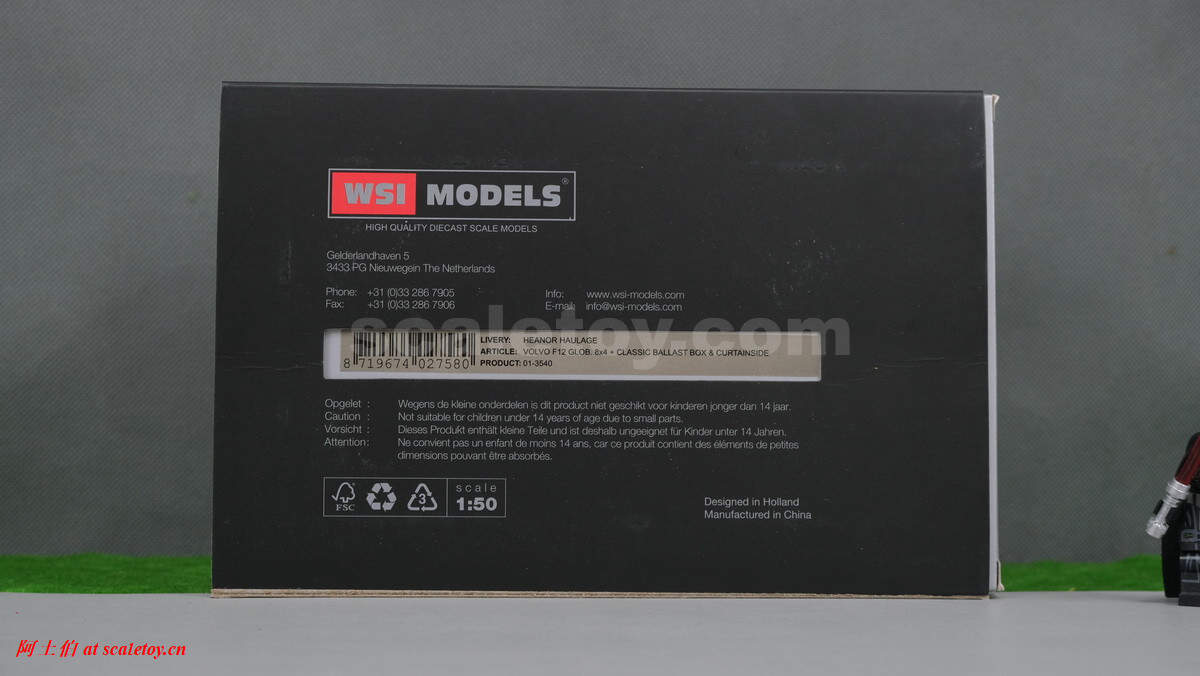 WSI MODELS®
HIGH QUALITY DIECAST SCALE MODELS
Gelderlandhaven 5
3433 PG Nieuwegein The Netherlands
Phone: +31 (0)33 286 7905
Fax: +31 (0)33 286 7906
Info: www.wsi-models.com
E-mail: info@wsi-models.com
scaletoy.com
LIVERY: HEANOR HAULAGE
ARTICLE: VOLVO F12 GLOB. 8x4 + CLASSIC BALLAST BOX & CURTAINSIDE
PRODUCT: 01-3540
8 719674 027580
Opgelet : Wegens de kleine onderdelen is dit product niet geschikt voor kinderen jonger dan 14 jaar.
Caution : Not suitable for children under 14 years of age due to small parts.
Vorsicht : Dieses Produkt enthält kleine Teile und ist deshalb ungeeignet für Kinder unter 14 Jahren.
Attention: Ne convient pas un enfant de moins 14 ans, car ce produit contient des éléments de petites
dimensions pouvant être absorbés.
FSC
3
scale
1:50
Designed in Holland
Manufactured in China
阿土伯 at scaletoy.cn